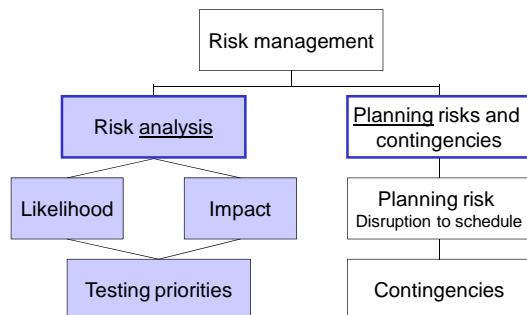 Risk management
Risk analysis
Planning risks and
contingencies
Likelihood
Impact
Planning risk
Disruption to schedule
Testing priorities
Contingencies